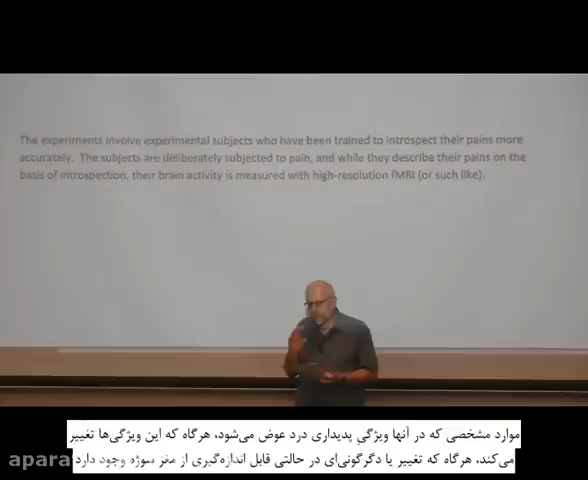 The experiments involve experimental subjects who have been trained to introspect their pains more
accurately. The subjects are deliberately subjected to pain, and while they describe their pains on the
basis of introspection, their brain activity is measured with high-resolution fMRI (or such like).
موارد مشخصی که در آنها ویژگیِ پدیداری درد عوض می‌شود، هرگاه که این ویژگی‌ها تغییر
می‌کند، هرگاه که تغییر یا دگرگونی‌ای در حالتی قابل اندازه‌گیری از مغز سوژه وجود دارد
apara